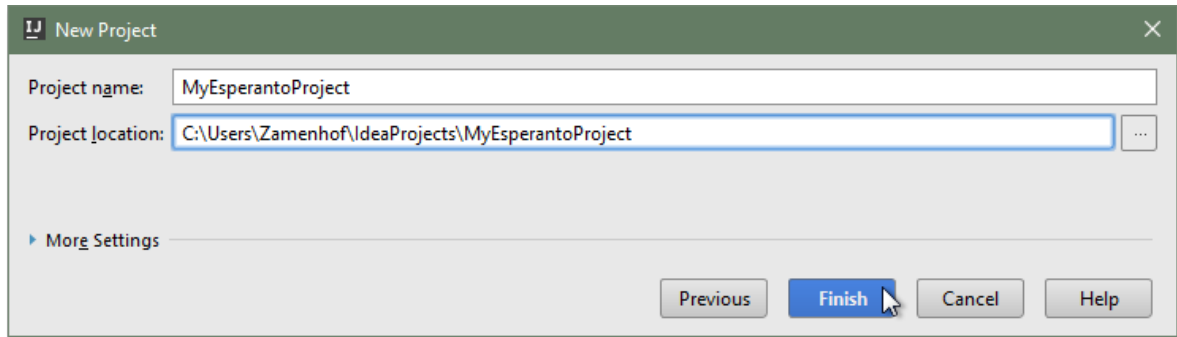 IJ New Project
Project name: MyEsperantoProject
Project location: C:\Users\Zamenhof\IdeaProjects\MyEsperantoProject ...
More Settings
Previous Finish Cancel Help